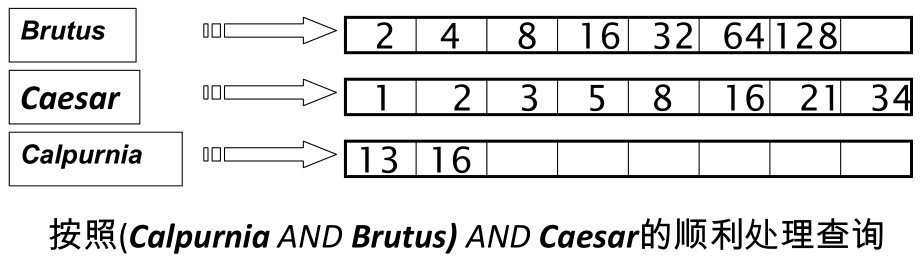 Brutus 2 4 8 16 32 64 128
Caesar 1 2 3 5 8 16 21 34
Calpurnia 13 16
按照(Calpurnia AND Brutus) AND Caesar的顺利处理查询